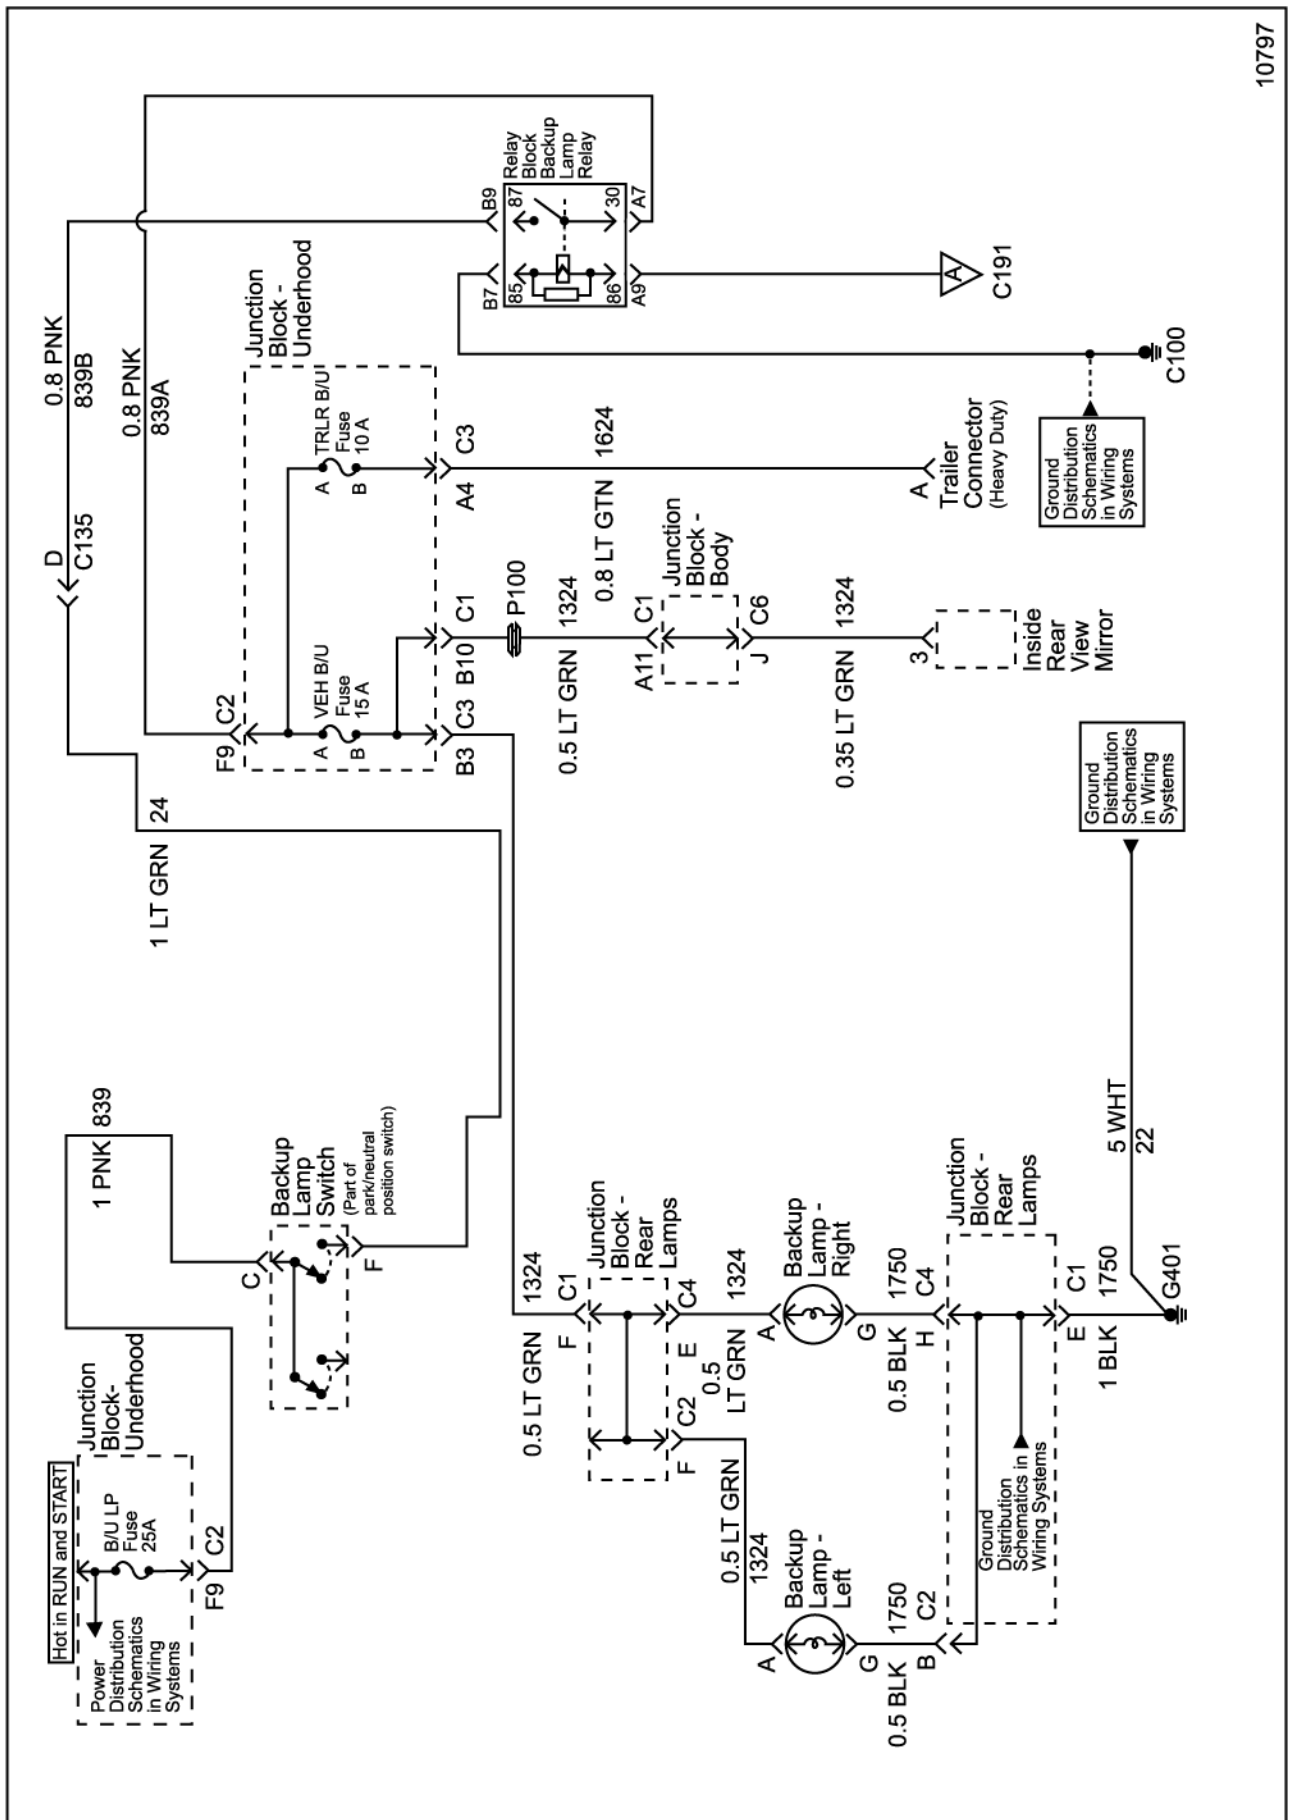 Hot in RUN and START
Power
Distribution
Schematics
in Wiring
Systems
B/U LP
Fuse
25A
Junction
Block-
Underhood
F9
C2
1 PNK
839
C
Backup
Lamp
Switch
(Part of
park/neutral
position switch)
F
1 LT GRN
24
D
C135
0.8 PNK
839B
0.8 PNK
839A
F9
C2
Junction
Block -
Underhood
A
B
VEH B/U
Fuse
15 A
A
B
TRLR B/U
Fuse
10 A
B3
C3
B10
C1
A4
C3
B7
B9
85
87
86
30
A9
A7
Relay
Block
Backup
Lamp
Relay
P100
0.5 LT GRN
1324
0.8 LT GTN
1624
A11
C1
Junction
Block -
Body
J
C6
0.35 LT GRN
1324
3
Inside
Rear
View
Mirror
A
Trailer
Connector
(Heavy Duty)
A
C191
Ground
Distribution
Schematics
in Wiring
Systems
C100
0.5 LT GRN
1324
F
C1
Junction
Block -
Rear
Lamps
F
C2
E
C4
0.5 LT GRN
1324
0.5
LT GRN
1324
A
Backup
Lamp -
Left
G
A
Backup
Lamp -
Right
G
0.5 BLK
1750
B
C2
0.5 BLK
1750
H
C4
Junction
Block -
Rear
Lamps
Ground
Distribution
Schematics in
Wiring Systems
E
C1
1 BLK
1750
G401
5 WHT
22
Ground
Distribution
Schematics
in Wiring
Systems
10797